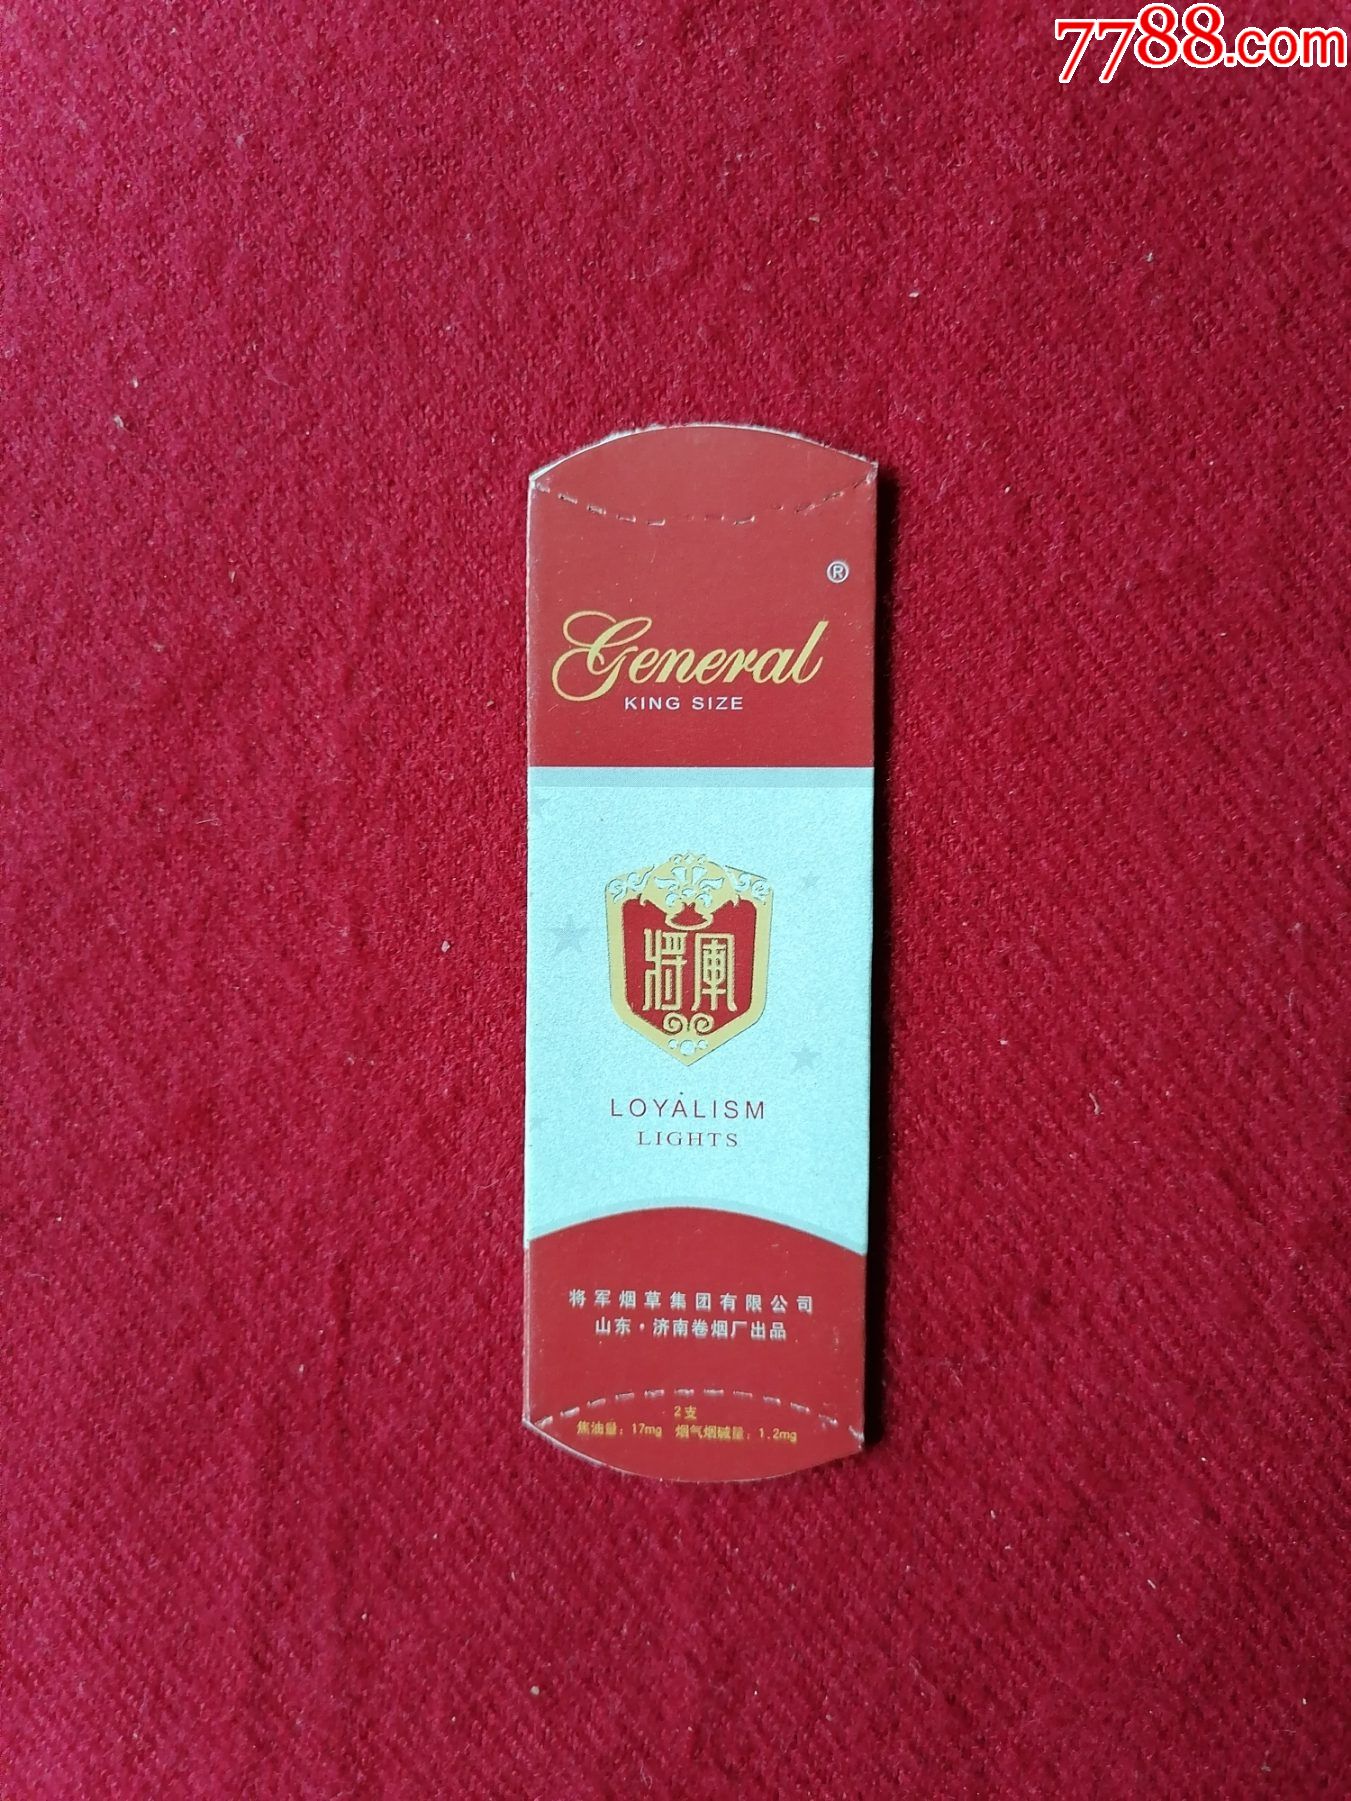 7788.com
®
General
KING SIZE
将軍
LOYALISM
LIGHTS
将军烟草集团有限公司
山东·济南卷烟厂出品
2支
焦油量：17mg 烟气烟碱量：1.2mg